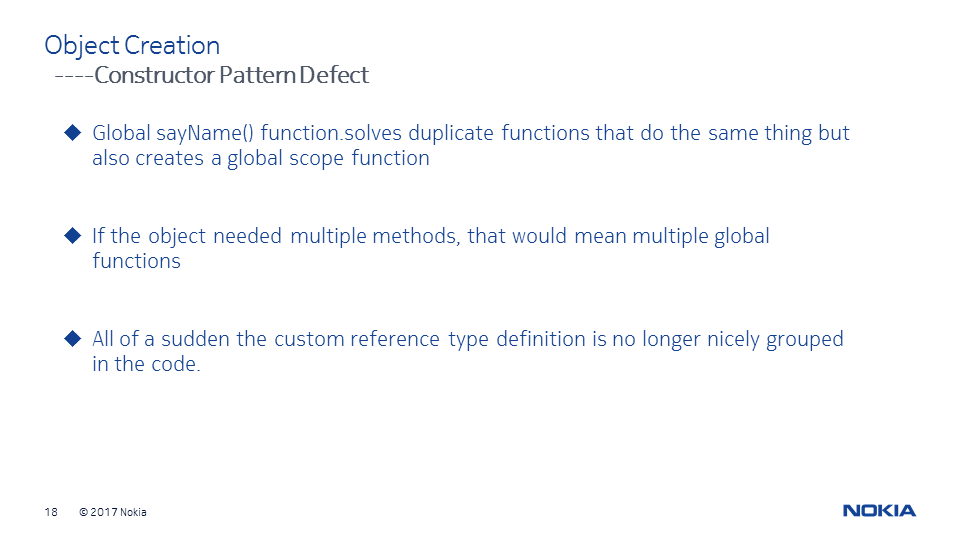 Object Creation
----Constructor Pattern Defect
◆ Global sayName() function.solves duplicate functions that do the same thing but
also creates a global scope function
◆ If the object needed multiple methods, that would mean multiple global
functions
◆ All of a sudden the custom reference type definition is no longer nicely grouped
in the code.
18 © 2017 Nokia
NOKIA